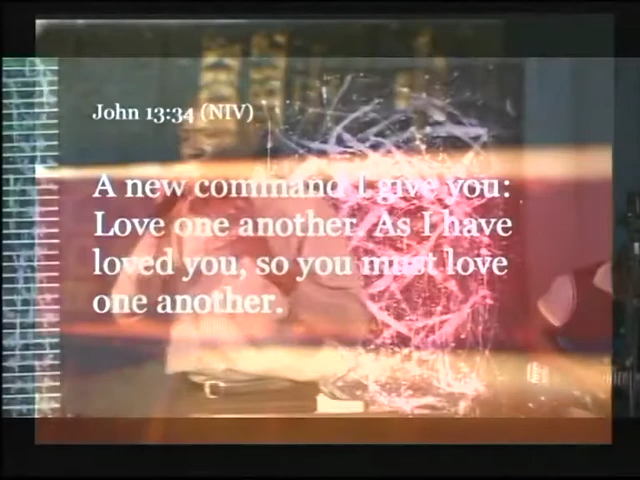 John 13:34 (NIV)
A new command I give you:
Love one another. As I have
loved you, so you must love
one another.